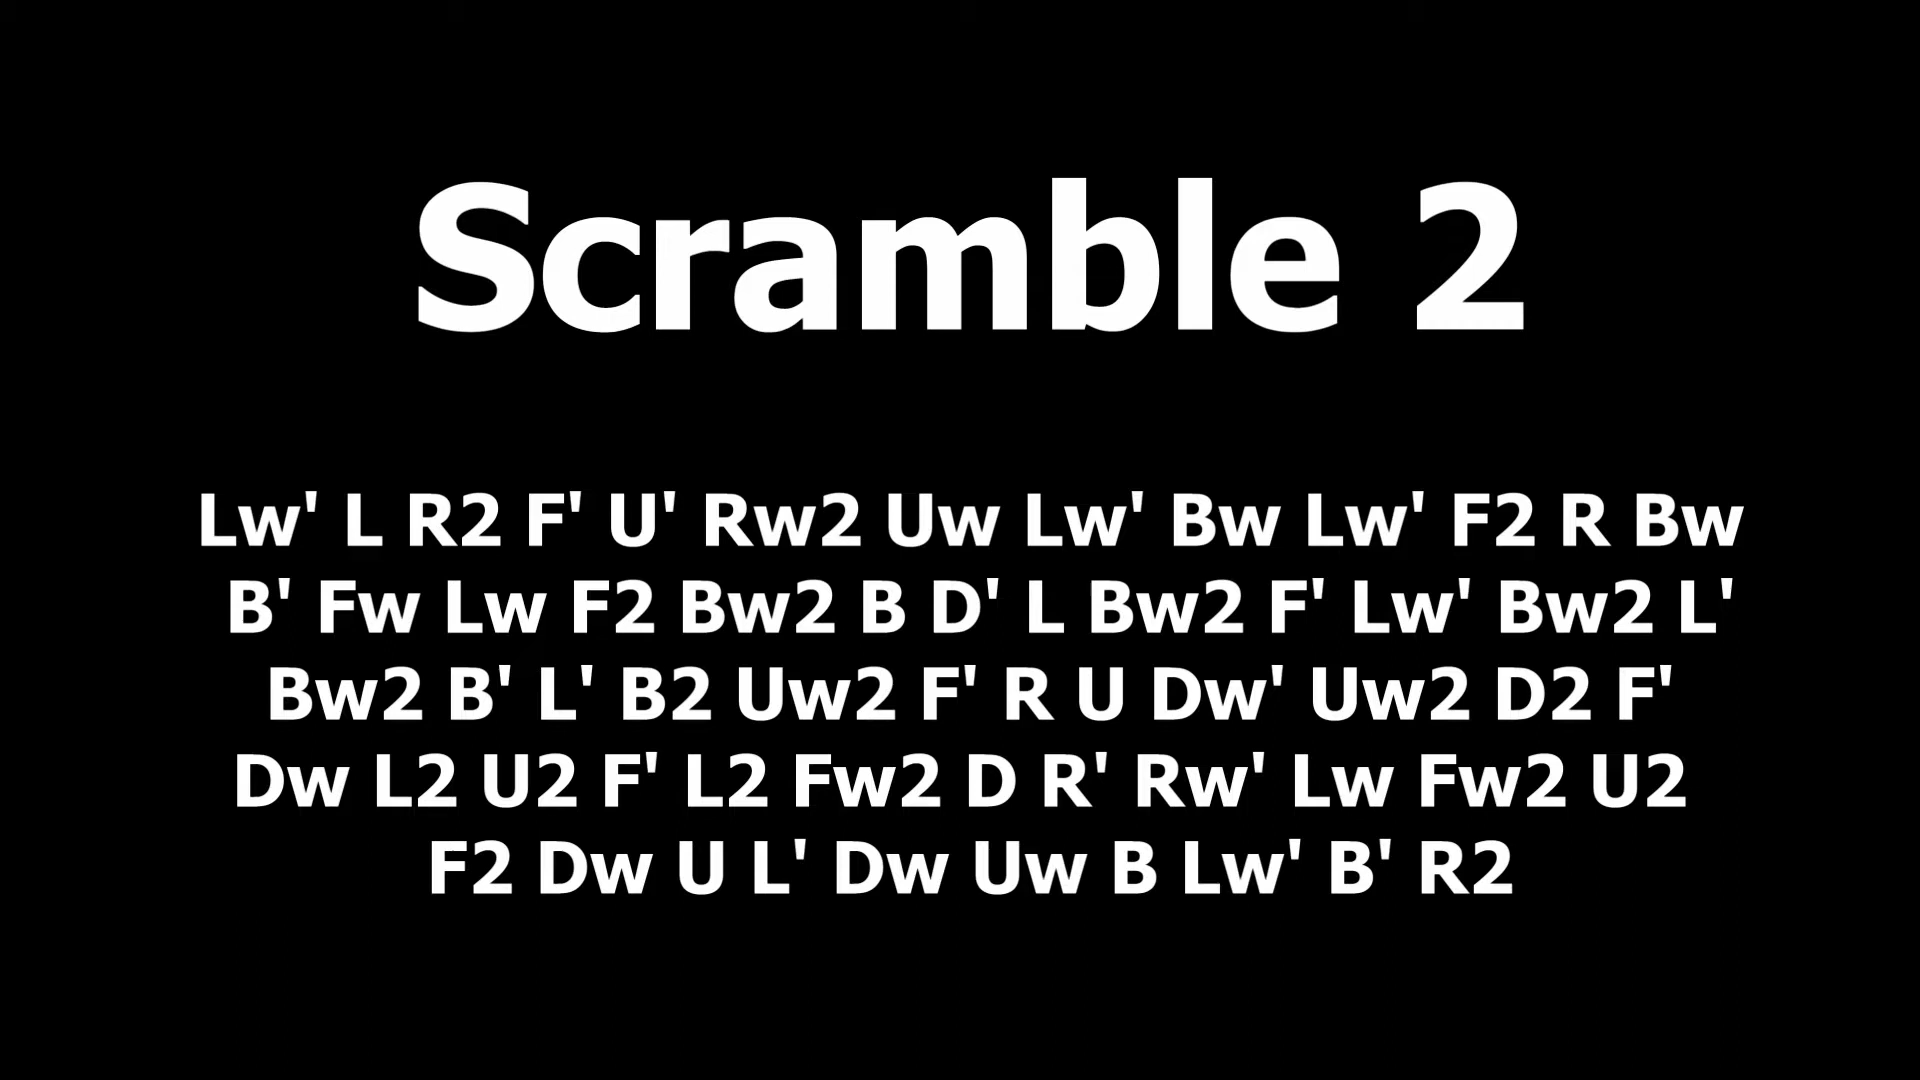 Scramble 2
Lw' L R2 F' U' Rw2 Uw Lw' Bw Lw' F2 R Bw
B' Fw Lw F2 Bw2 B D' L Bw2 F' Lw' Bw2 L'
Bw2 B' L' B2 Uw2 F' R U Dw' Uw2 D2 F'
Dw L2 U2 F' L2 Fw2 D R' Rw' Lw Fw2 U2
F2 Dw U L' Dw Uw B Lw' B' R2